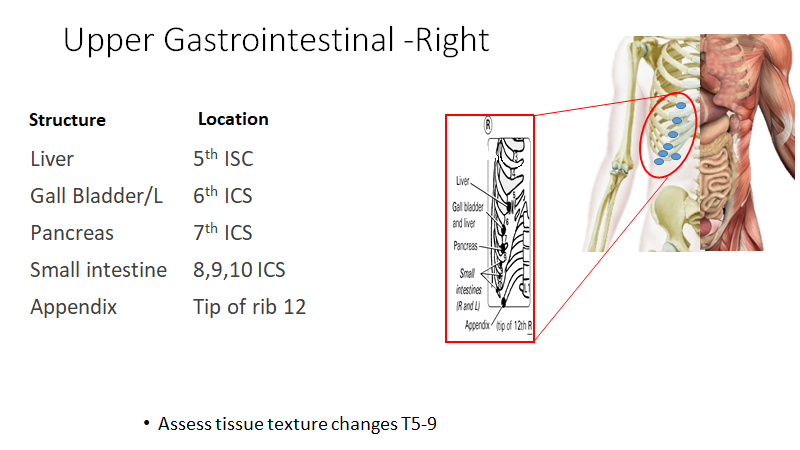 Upper Gastrointestinal -Right
Structure Location
Liver 5th ISC
Gall Bladder/L 6th ICS
Pancreas 7th ICS
Small intestine 8,9,10 ICS
Appendix Tip of rib 12
R
Liver
5
Gall bladder
and liver
6
Pancreas
Small
intestines
(R and L)
Appendix (tip of 12th R
• Assess tissue texture changes T5-9